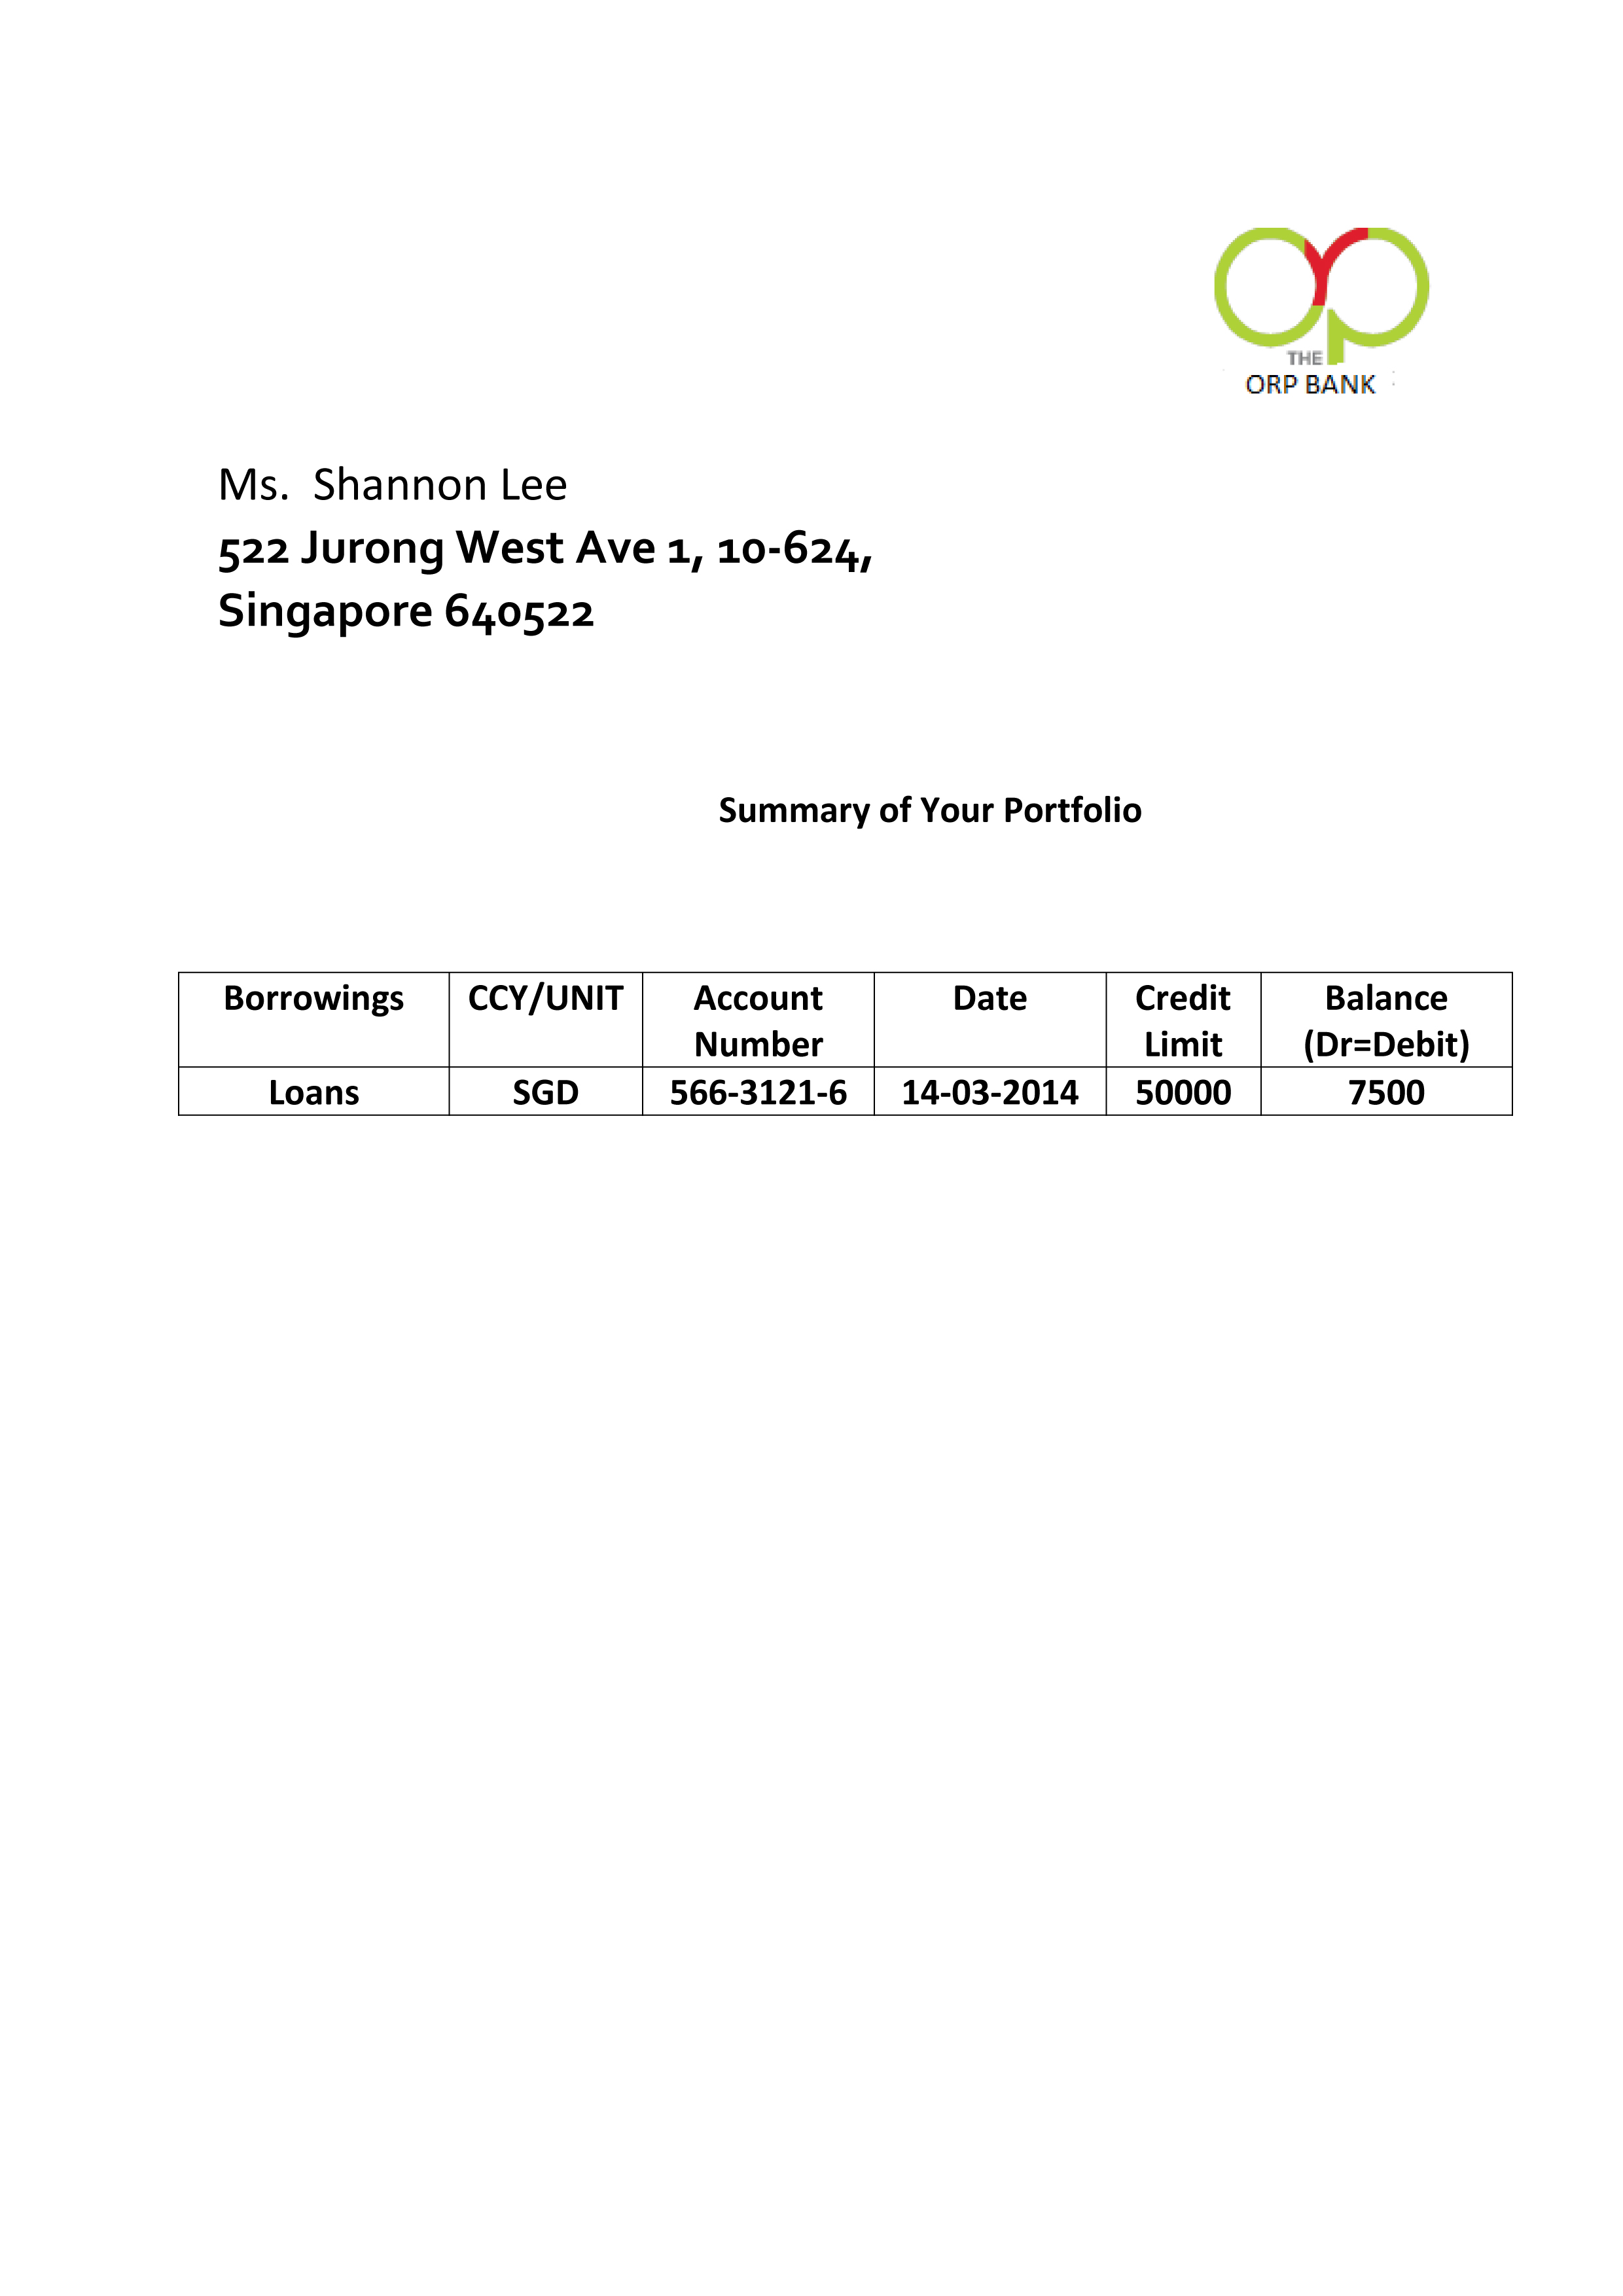 THE
ORP BANK
Ms. Shannon Lee
522 Jurong West Ave 1, 10-624,
Singapore 640522
Summary of Your Portfolio
Borrowings CCY/UNIT Account Number Date Credit Limit Balance (Dr=Debit)
Loans SGD 566-3121-6 14-03-2014 50000 7500